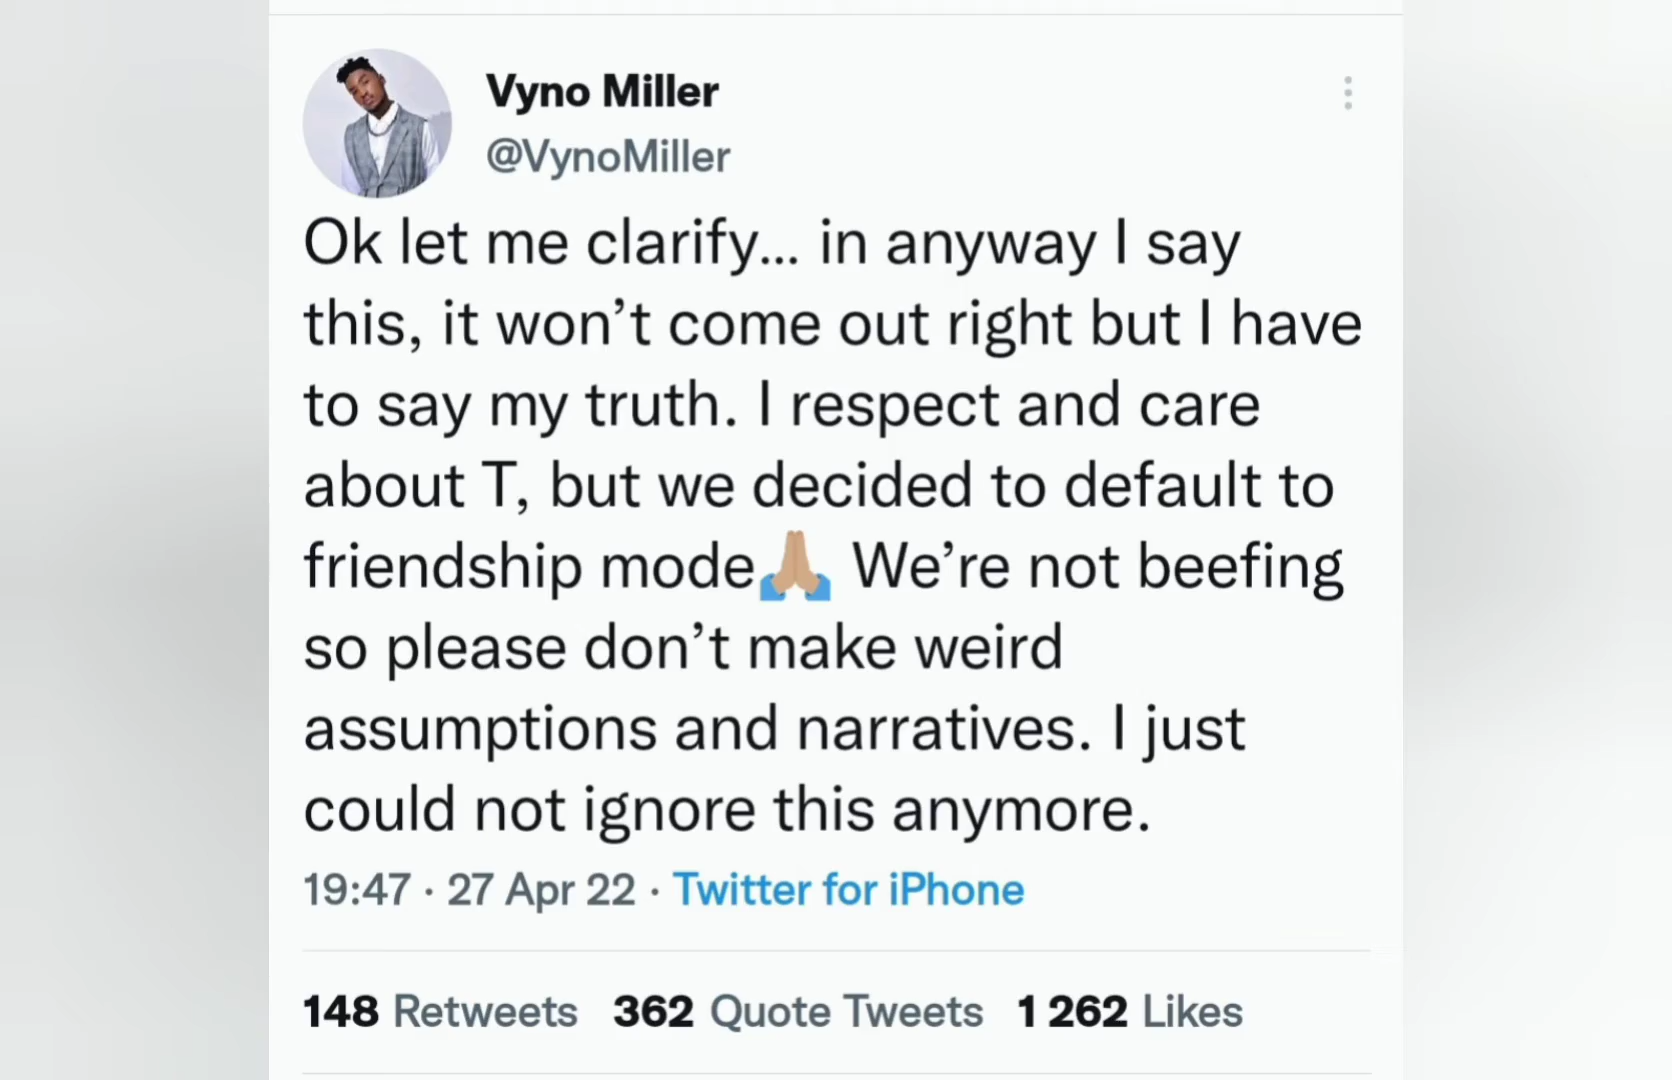 Vyno Miller
@VynoMiller
Ok let me clarify... in anyway I say
this, it won’t come out right but I have
to say my truth. I respect and care
about T, but we decided to default to
friendship mode🙏🏼 We’re not beefing
so please don’t make weird
assumptions and narratives. I just
could not ignore this anymore.
19:47 · 27 Apr 22 · Twitter for iPhone
148 Retweets 362 Quote Tweets 1 262 Likes